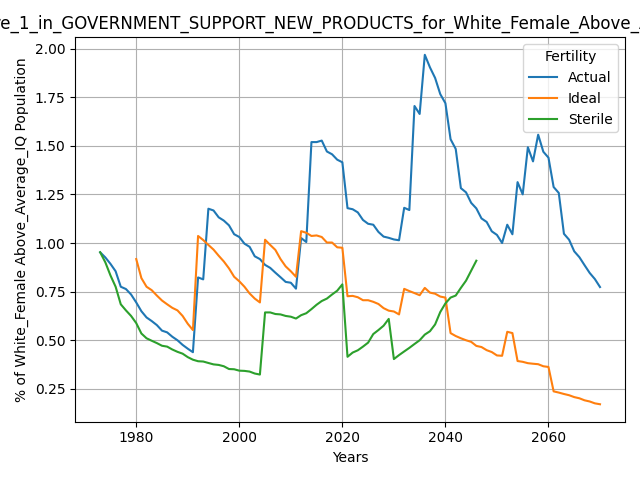 re_1_in_GOVERNMENT_SUPPORT_NEW_PRODUCTS_for_White_Female_Above_
% of White_Female Above_Average_IQ Population
2.00
1.75
1.50
1.25
1.00
0.75
0.50
0.25
Fertility
Actual
Ideal
Sterile
1980 2000 2020 2040 2060
Years